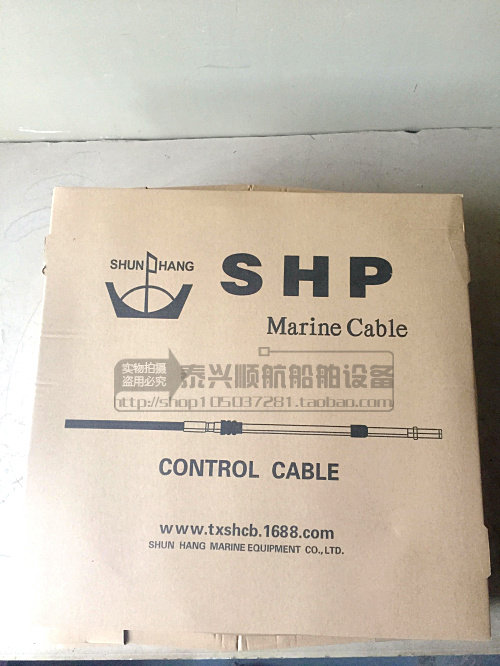 SHUN HANG
SHP
Marine Cable
实物拍摄
盗用必究
泰兴顺航船舶设备
http://shop105037281.taobao.com
CONTROL CABLE
www.txshcb.1688.com
SHUN HANG MARINE EQUIPMENT CO.,LTD.